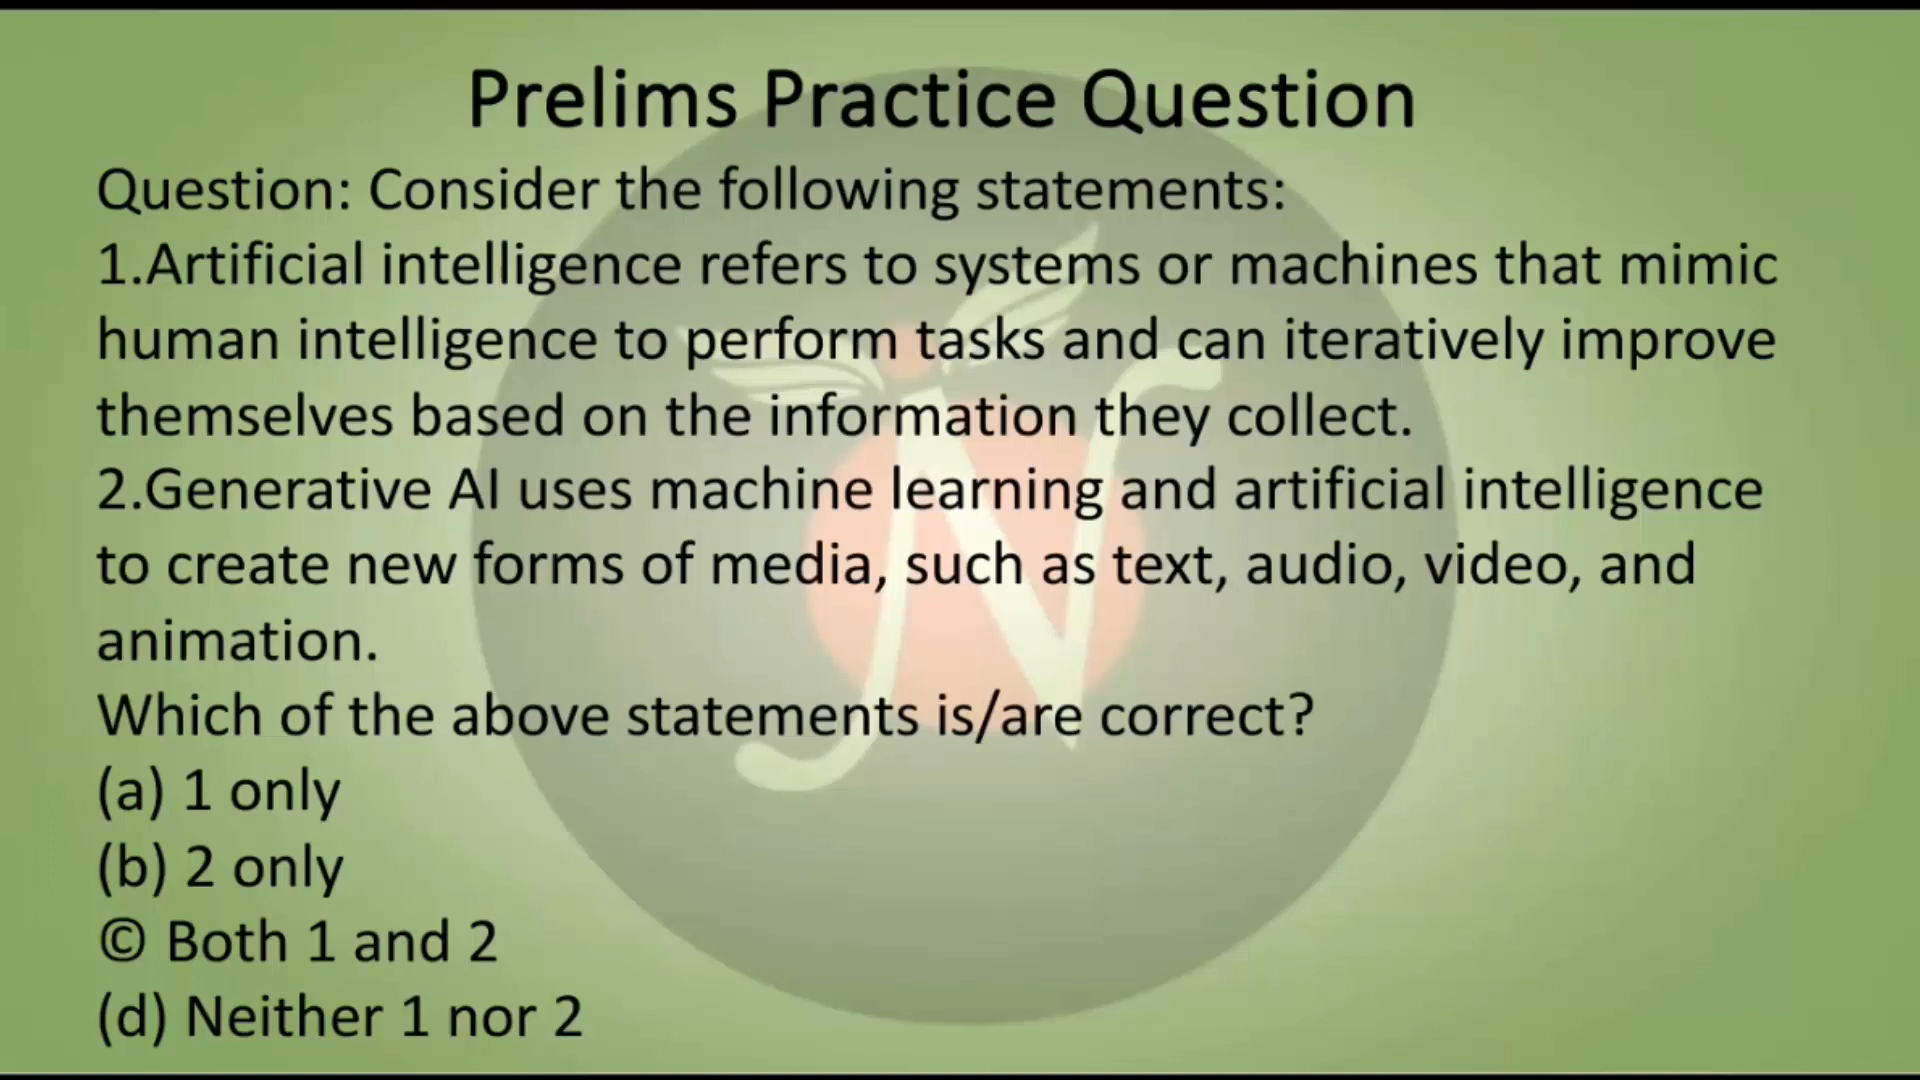 Prelims Practice Question
Question: Consider the following statements:
1.Artificial intelligence refers to systems or machines that mimic
human intelligence to perform tasks and can iteratively improve
themselves based on the information they collect.
2.Generative AI uses machine learning and artificial intelligence
to create new forms of media, such as text, audio, video, and
animation.
Which of the above statements is/are correct?
(a) 1 only
(b) 2 only
© Both 1 and 2
(d) Neither 1 nor 2